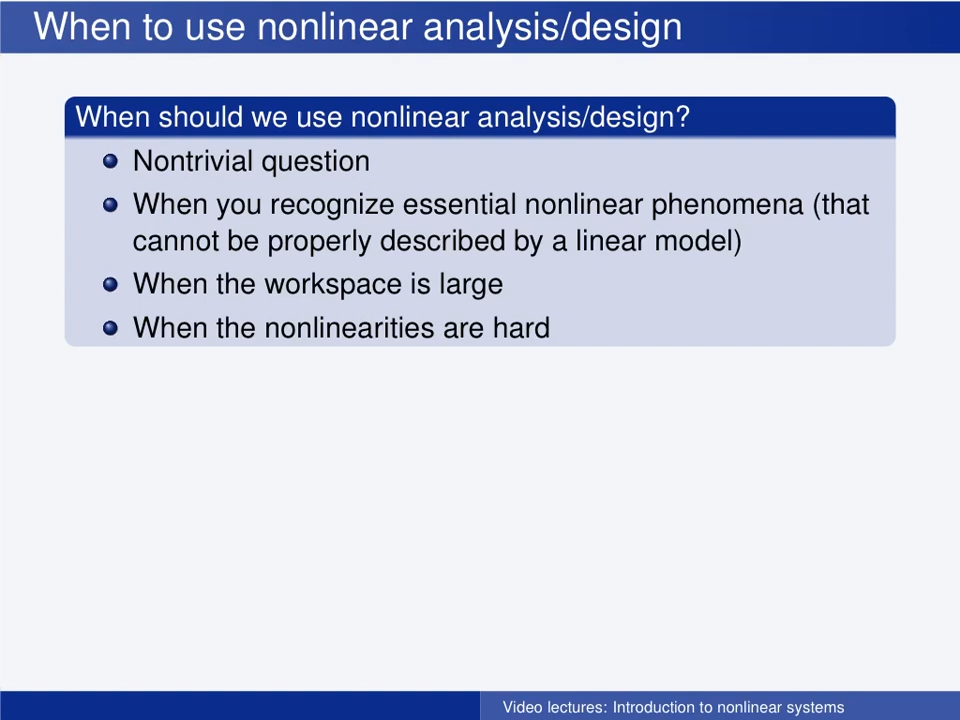 When to use nonlinear analysis/design
When should we use nonlinear analysis/design?
Nontrivial question
When you recognize essential nonlinear phenomena (that
cannot be properly described by a linear model)
When the workspace is large
When the nonlinearities are hard
Video lectures: Introduction to nonlinear systems